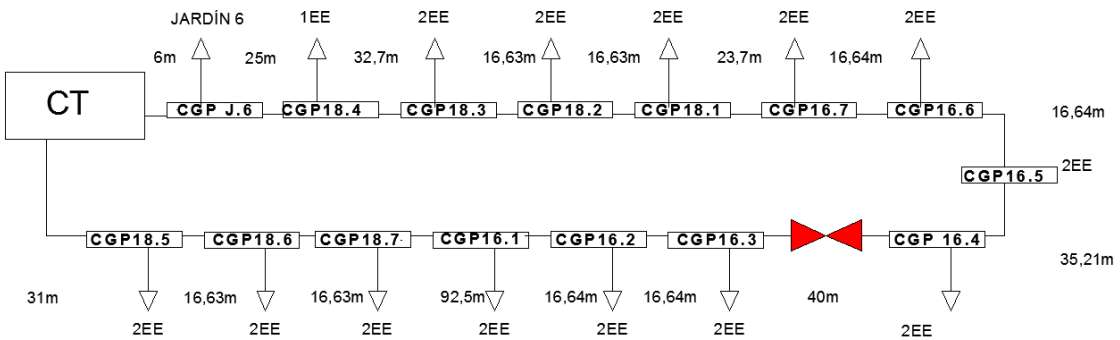 JARDÍN 6 1EE 2EE 2EE 2EE 2EE 2EE
6m 25m 32,7m 16,63m 16,63m 23,7m 16,64m
CT
CGP J.6 CGP18.4 CGP18.3 CGP18.2 CGP18.1 CGP16.7 CGP16.6
16,64m
2EE
CGP16.5
CGP18.5 CGP18.6 CGP18.7 CGP16.1 CGP16.2 CGP16.3 CGP 16.4
35,21m
31m 16,63m 16,63m 92,5m 16,64m 16,64m 40m
2EE 2EE 2EE 2EE 2EE 2EE 2EE